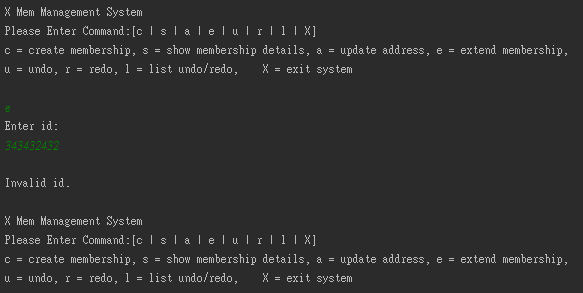 X Mem Management System
Please Enter Command:[c | s | a | e | u | r | l | X]
c = create membership, s = show membership details, a = update address, e = extend membership,
u = undo, r = redo, l = list undo/redo,    X = exit system
e
Enter id:
343432432
Invalid id.
X Mem Management System
Please Enter Command:[c | s | a | e | u | r | l | X]
c = create membership, s = show membership details, a = update address, e = extend membership,
u = undo, r = redo, l = list undo/redo,    X = exit system